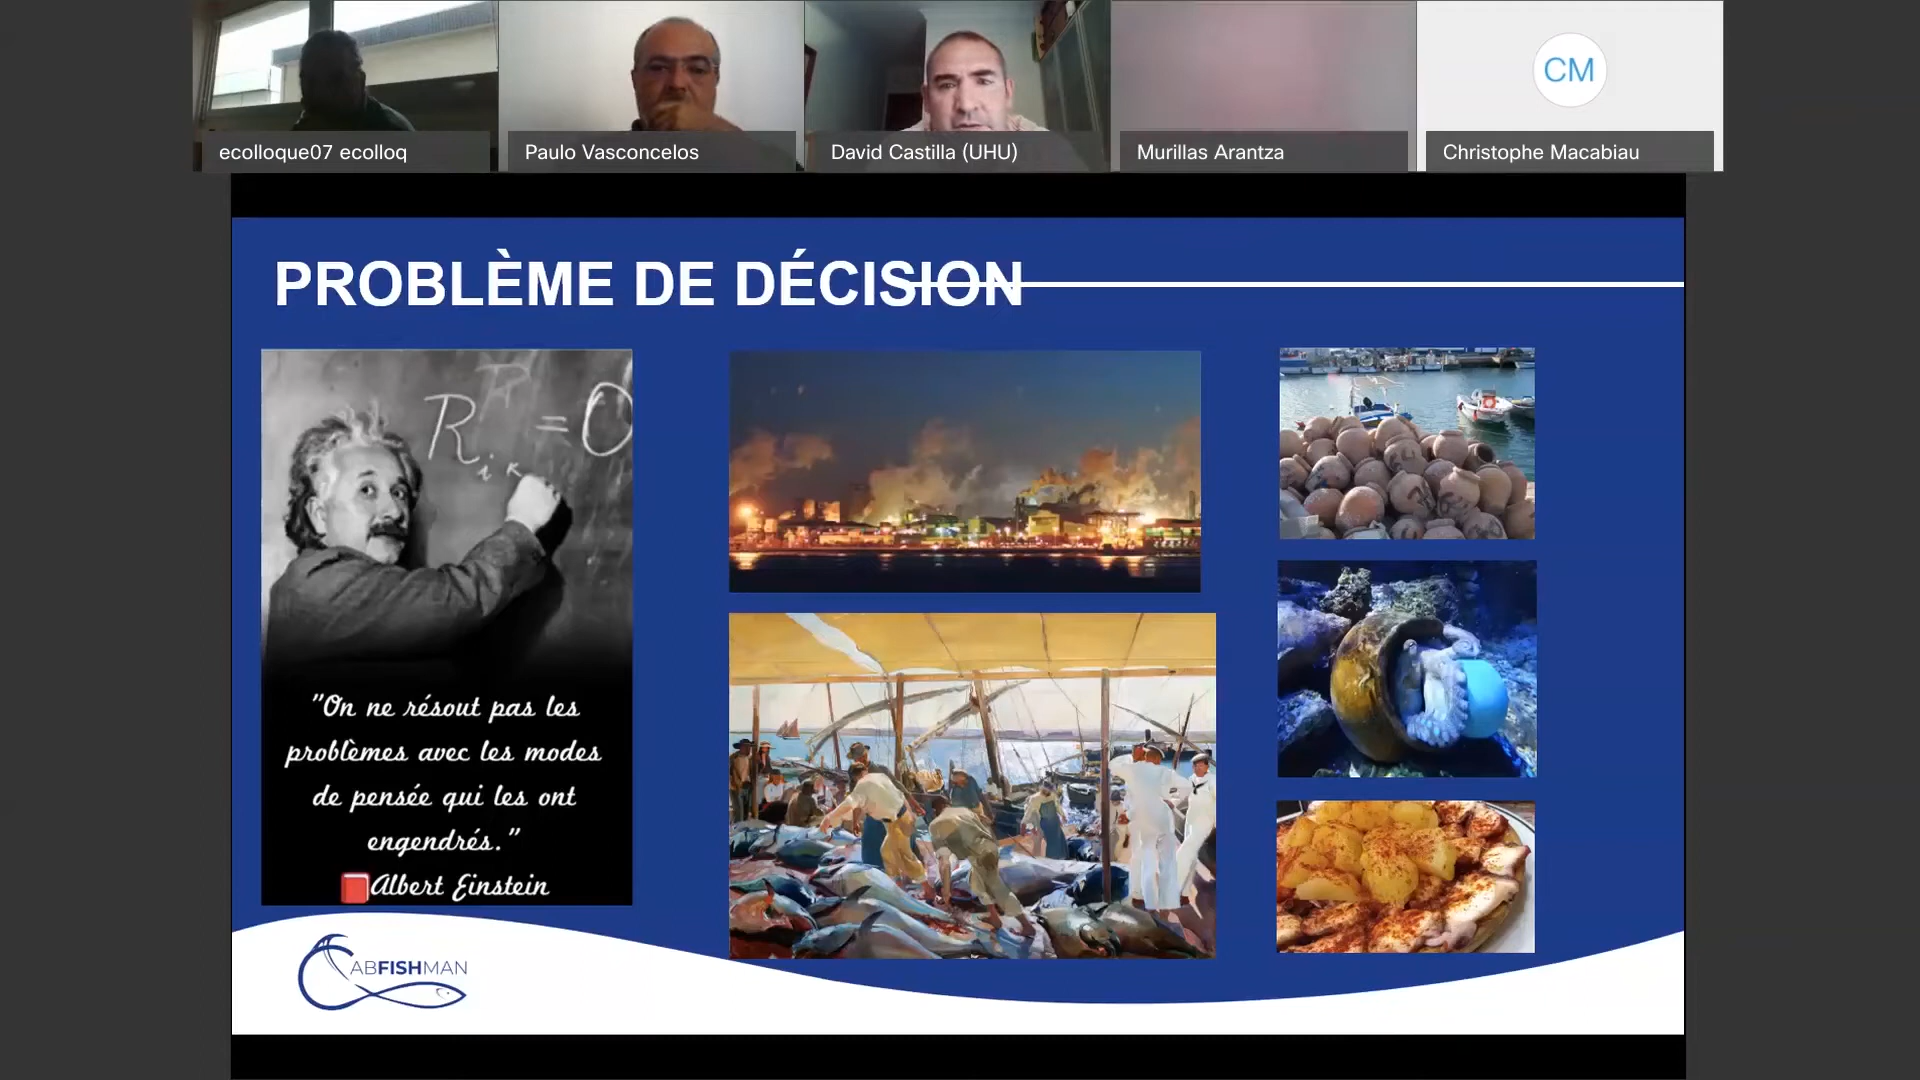 ecolloque07 ecolloq
Paulo Vasconcelos
David Castilla (UHU)
Murillas Arantza
CM
Christophe Macabiau
PROBLÈME DE DÉCISION
R = O
i κ
"On ne résout pas les
problèmes avec les modes
de pensée qui les ont
engendrés."
Albert Einstein
CABFISHMAN